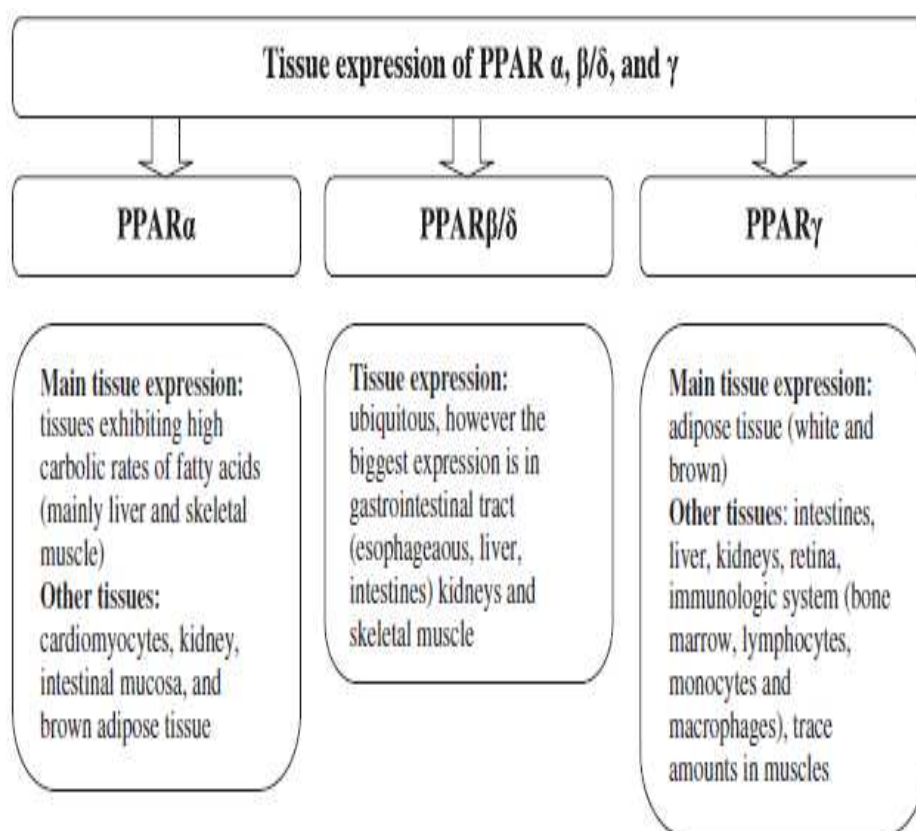 Tissue expression of PPAR α, β/δ, and γ
PPARα
PPARβ/δ
PPARγ
Main tissue expression:
tissues exhibiting high
carbolic rates of fatty acids
(mainly liver and skeletal
muscle)
Other tissues:
cardiomyocytes, kidney,
intestinal mucosa, and
brown adipose tissue
Tissue expression:
ubiquitous, however the
biggest expression is in
gastrointestinal tract
(esophageaous, liver,
intestines) kidneys and
skeletal muscle
Main tissue expression:
adipose tissue (white and
brown)
Other tissues: intestines,
liver, kidneys, retina,
immunologic system (bone
marrow, lymphocytes,
monocytes and
macrophages), trace
amounts in muscles